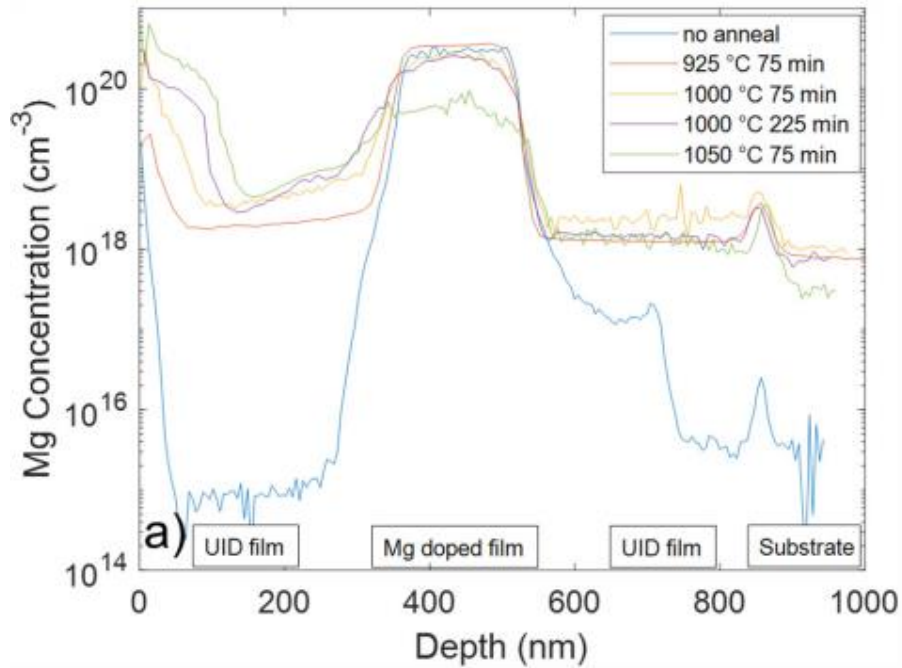 Mg Concentration (cm-3)
10^20
10^18
10^16
10^14
no anneal
925 °C 75 min
1000 °C 75 min
1000 °C 225 min
1050 °C 75 min
a)
UID film
Mg doped film
UID film
Substrate
0
200
400
600
800
1000
Depth (nm)